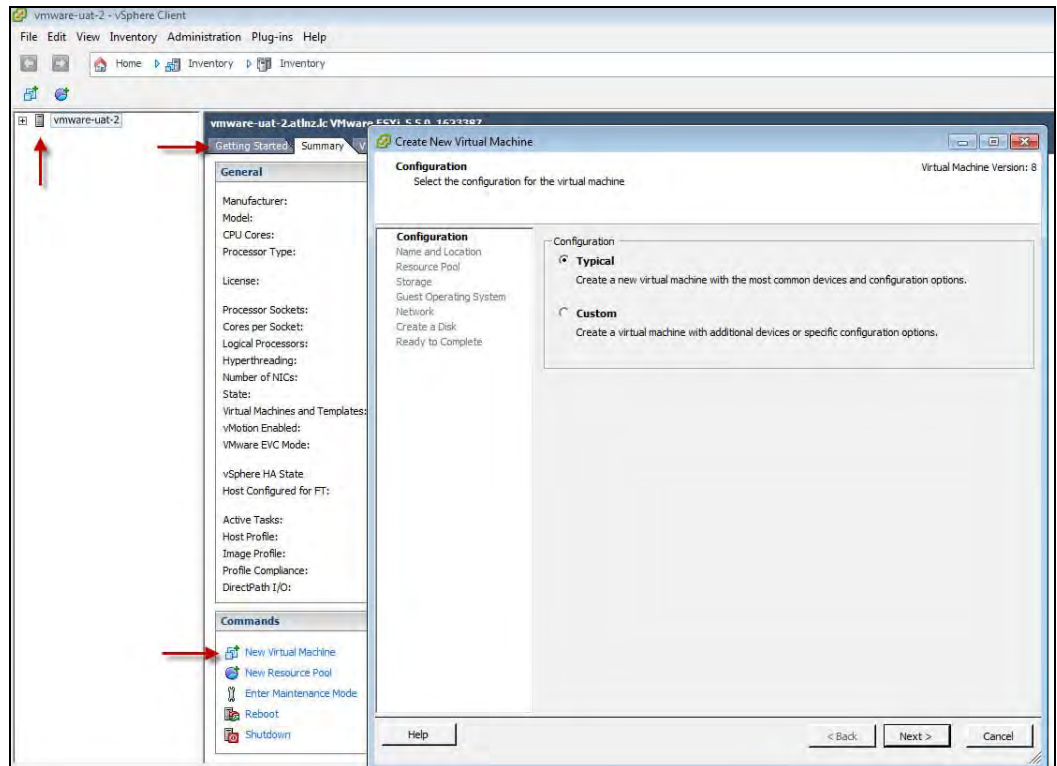 vmware-uat-2 - vSphere Client
File Edit View Inventory Administration Plug-ins Help
Home Inventory Inventory
vmware-uat-2
vmware-uat-2.atlnz.lc VMware ESXi, 5.5.0, 1623387
Getting Started Summary V
General
Manufacturer:
Model:
CPU Cores:
Processor Type:
License:
Processor Sockets:
Cores per Socket:
Logical Processors:
Hyperthreading:
Number of NICs:
State:
Virtual Machines and Templates:
vMotion Enabled:
VMware EVC Mode:
vSphere HA State
Host Configured for FT:
Active Tasks:
Host Profile:
Image Profile:
Profile Compliance:
DirectPath I/O:
Commands
New Virtual Machine
New Resource Pool
Enter Maintenance Mode
Reboot
Shutdown
Create New Virtual Machine
Configuration
Virtual Machine Version: 8
Select the configuration for the virtual machine
Configuration
Name and Location
Resource Pool
Storage
Guest Operating System
Network
Create a Disk
Ready to Complete
Configuration
Typical
Create a new virtual machine with the most common devices and configuration options.
Custom
Create a virtual machine with additional devices or specific configuration options.
Help
< Back Next > Cancel